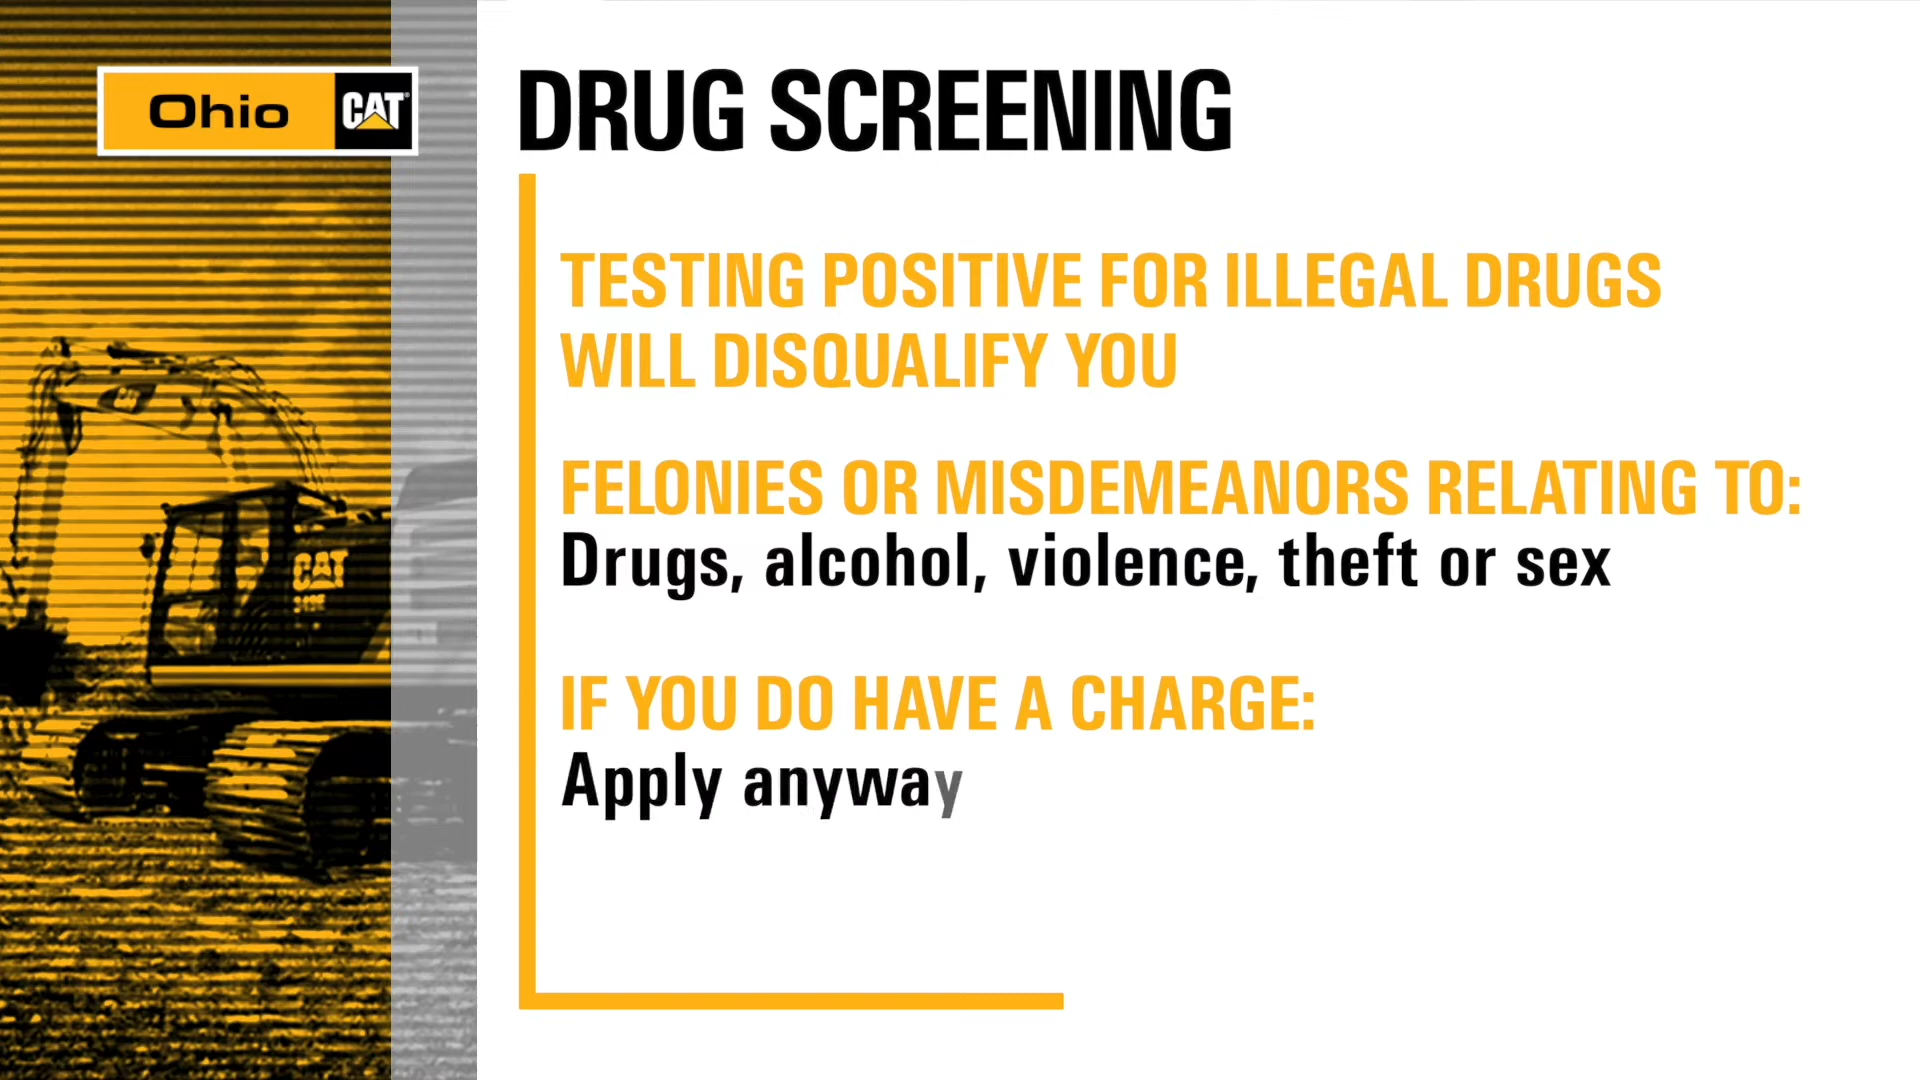 Ohio CAT
DRUG SCREENING
TESTING POSITIVE FOR ILLEGAL DRUGS
WILL DISQUALIFY YOU
FELONIES OR MISDEMEANORS RELATING TO:
Drugs, alcohol, violence, theft or sex
IF YOU DO HAVE A CHARGE:
Apply anyway
CAT